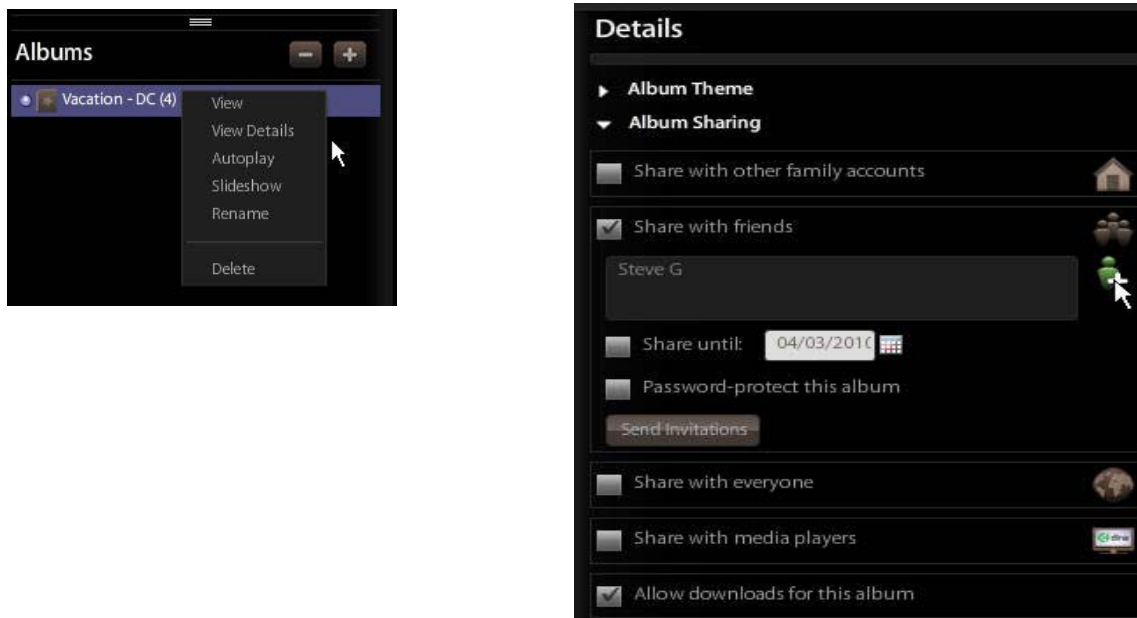 Albums
Vacation - DC (4)
View
View Details
Autoplay
Slideshow
Rename
Delete
Details
Album Theme
Album Sharing
Share with other family accounts
Share with friends
Steve G
Share until: 04/03/201
Password-protect this album
Send Invitations
Share with everyone
Share with media players
Allow downloads for this album